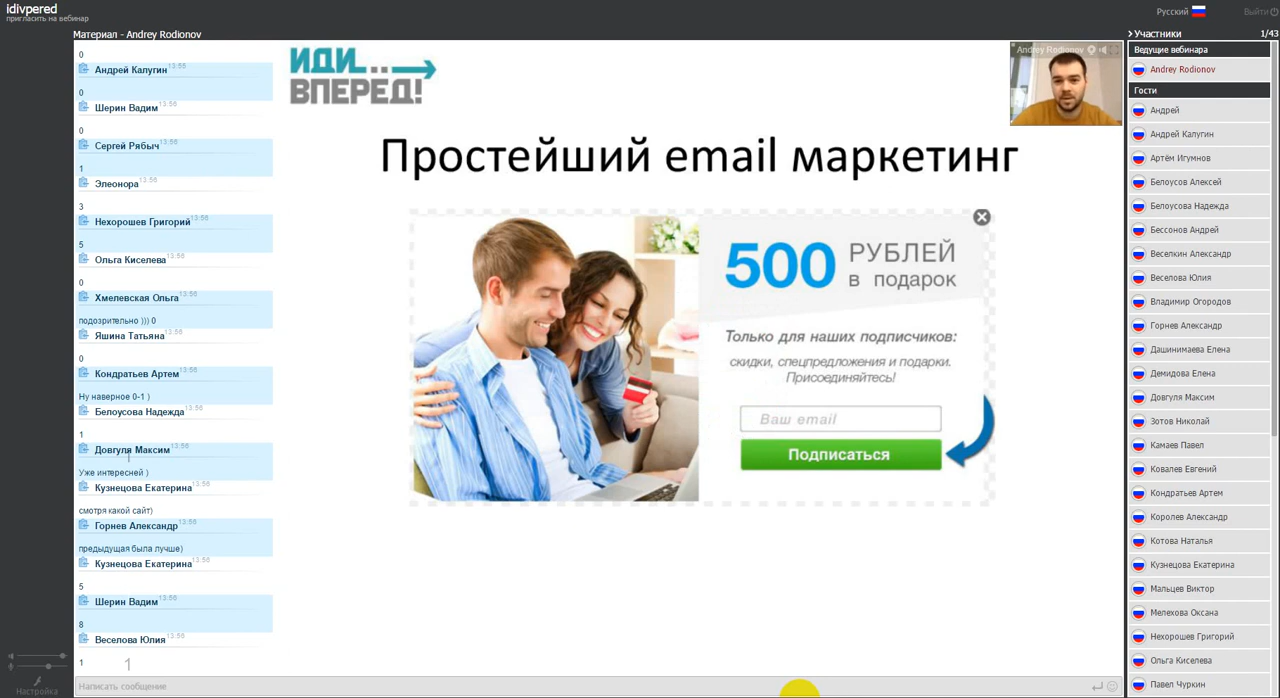 idivpered
пригласить на вебинар
Русский
Выйти
Материал - Andrey Rodionov
0
Андрей Калугин 13:56
0
Шерин Вадим 13:56
0
Сергей Рябыч 13:56
1
Элеонора 13:56
3
Нехорошев Григорий 13:56
5
Ольга Киселева 13:56
0
Хмелевская Ольга 13:56
подозрительно ))) 0
Яшина Татьяна 13:56
0
Кондратьев Артем 13:56
Ну наверное 0-1 )
Белоусова Надежда 13:56
1
Довгуля Максим 13:56
Уже интересней )
Кузнецова Екатерина 13:56
смотря какой сайт)
Горнев Александр 13:56
предыдущая была лучше)
Кузнецова Екатерина 13:56
5
Шерин Вадим 13:56
8
Веселова Юлия 13:56
1
1
Написать сообщение
Настройка
ИДИ...
ВПЕРЕД!
Andrey Rodionov
Простейший email маркетинг
500 РУБЛЕЙ
в подарок
Только для наших подписчиков:
скидки, спецпредложения и подарки.
Присоединяйтесь!
Ваш email
Подписаться
Участники 1/43
Ведущие вебинара
Andrey Rodionov
Гости
Андрей
Андрей Калугин
Артём Игумнов
Белоусов Алексей
Белоусова Надежда
Бессонов Андрей
Веселкин Александр
Веселова Юлия
Владимир Огородов
Горнев Александр
Дашинимаева Елена
Демидова Елена
Довгуля Максим
Зотов Николай
Камаев Павел
Ковалев Евгений
Кондратьев Артем
Королев Александр
Котова Наталья
Кузнецова Екатерина
Мальцев Виктор
Мелехова Оксана
Нехорошев Григорий
Ольга Киселева
Павел Чуркин